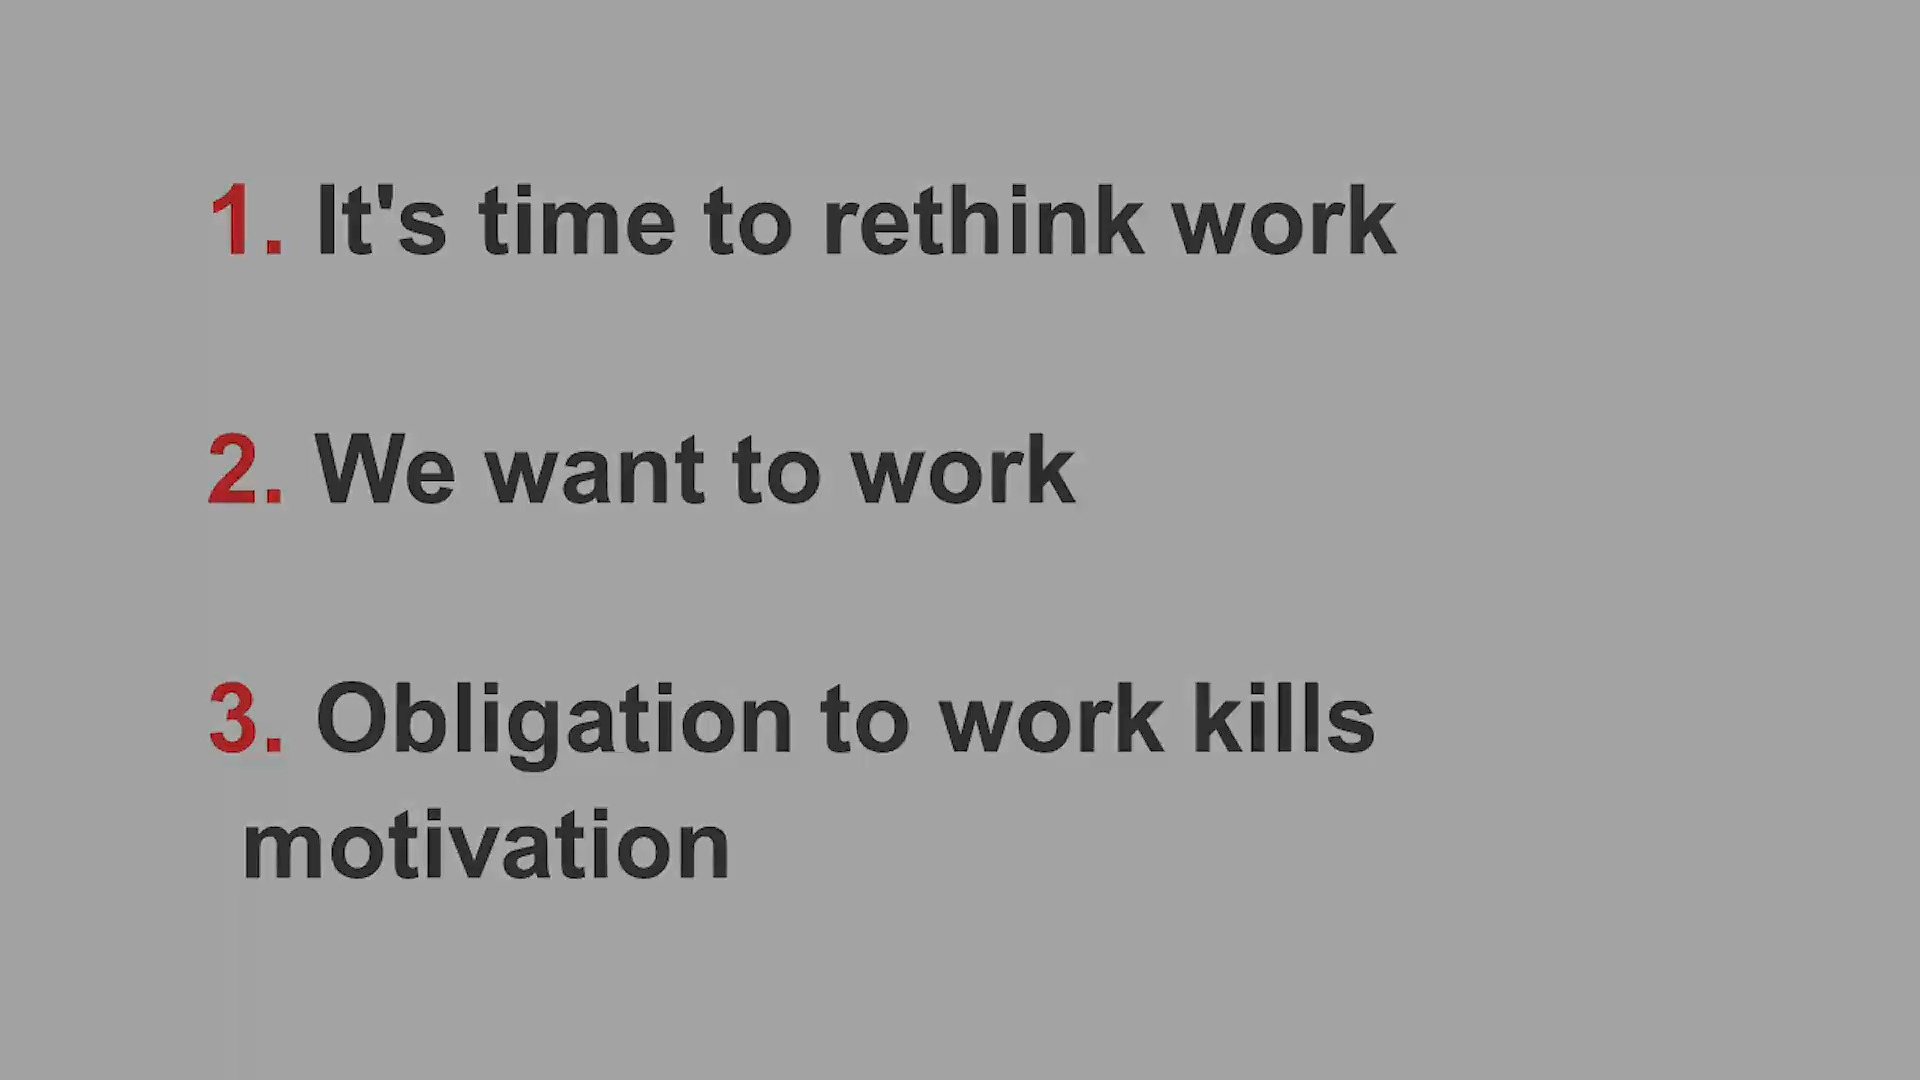 1. It's time to rethink work
2. We want to work
3. Obligation to work kills
motivation